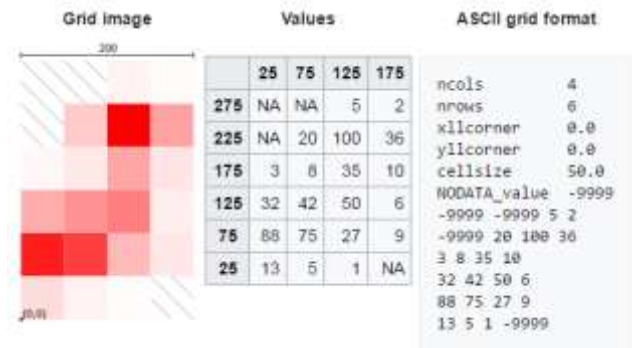 Grid image
200
(0,0)
Values
25 75 125 175
275 NA NA 5 2
225 NA 20 100 36
175 3 8 35 10
125 32 42 50 6
75 88 75 27 9
25 13 5 1 NA
ASCII grid format
ncols 4
nrows 6
xllcorner 0.0
yllcorner 0.0
cellsize 50.0
NODATA_value -9999
-9999 -9999 5 2
-9999 20 100 36
3 8 35 10
32 42 50 6
88 75 27 9
13 5 1 -9999